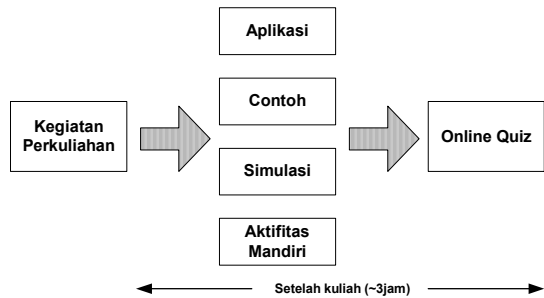 Kegiatan
Perkuliahan
Aplikasi
Contoh
Simulasi
Aktifitas
Mandiri
Online Quiz
Setelah kuliah (~3jam)